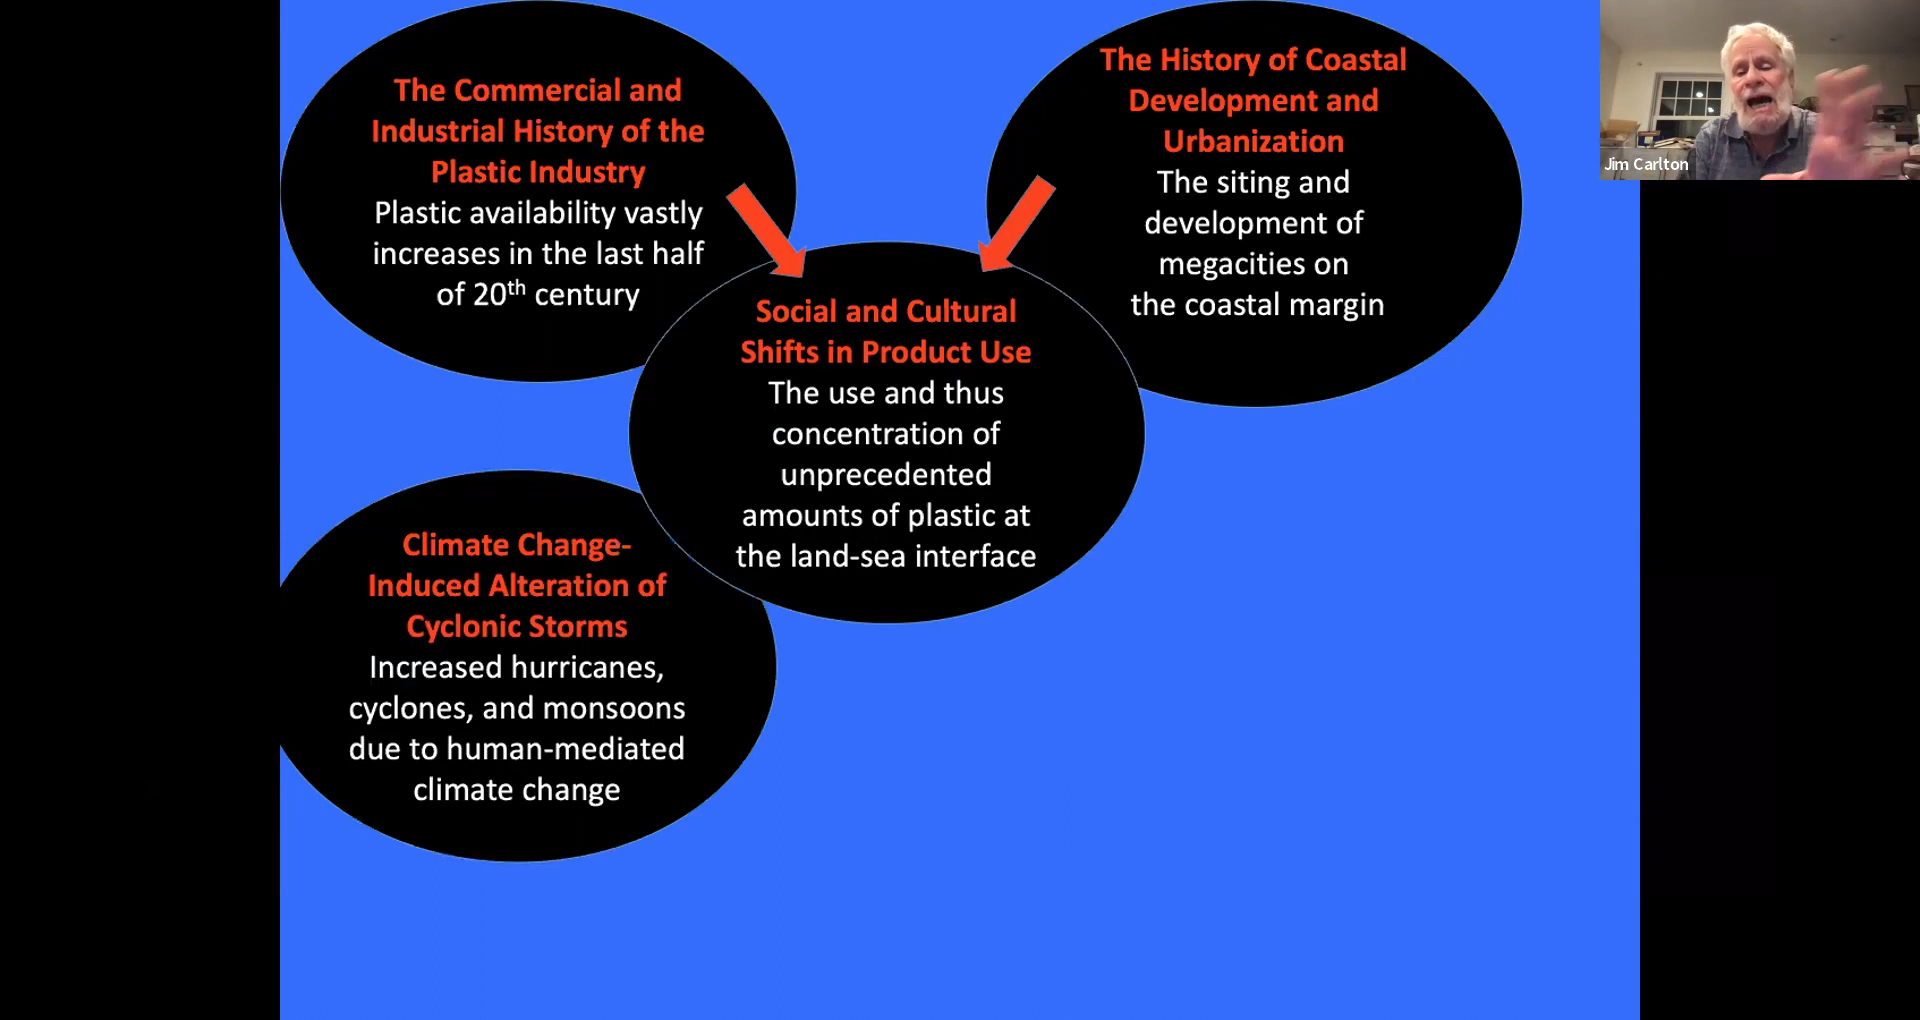 The Commercial and
Industrial History of the
Plastic Industry
Plastic availability vastly
increases in the last half
of 20th century
The History of Coastal
Development and
Urbanization
The siting and
development of
megacities on
the coastal margin
Social and Cultural
Shifts in Product Use
The use and thus
concentration of
unprecedented
amounts of plastic at
the land-sea interface
Climate Change-
Induced Alteration of
Cyclonic Storms
Increased hurricanes,
cyclones, and monsoons
due to human-mediated
climate change
Jim Carlton